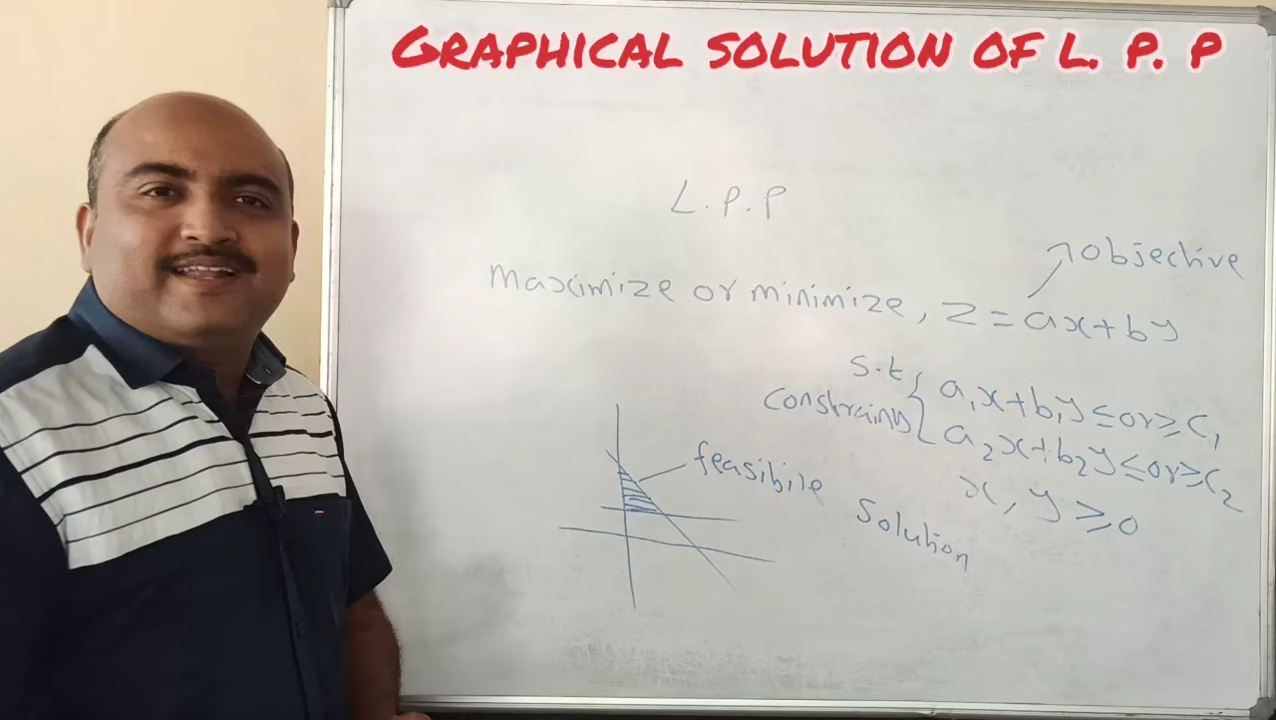 GRAPHICAL SOLUTION OF L. P. P
L.P.P
Maximize or minimize, Z = ax+by
objective
s.t
constrains
a₁x+b₁y ≤ or ≥ c₁
a₂x+b₂y ≤ or ≥ c₂
x, y ≥ 0
feasibile solution